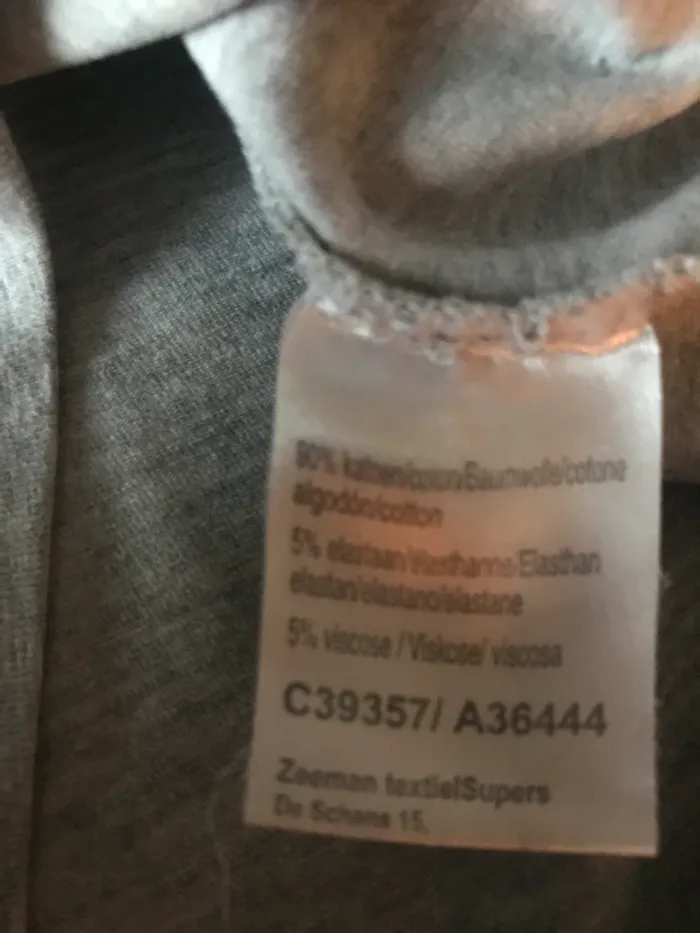 90% katoen/coton/Baumwolle/cotone
algodón/cotton
5% elastaan/élasthanne/Elasthan
elastan/elastano/elastane
5% viscose / Viskose/ viscosa
C39357/ A36444
Zeeman textielSupers
De Schans 15,